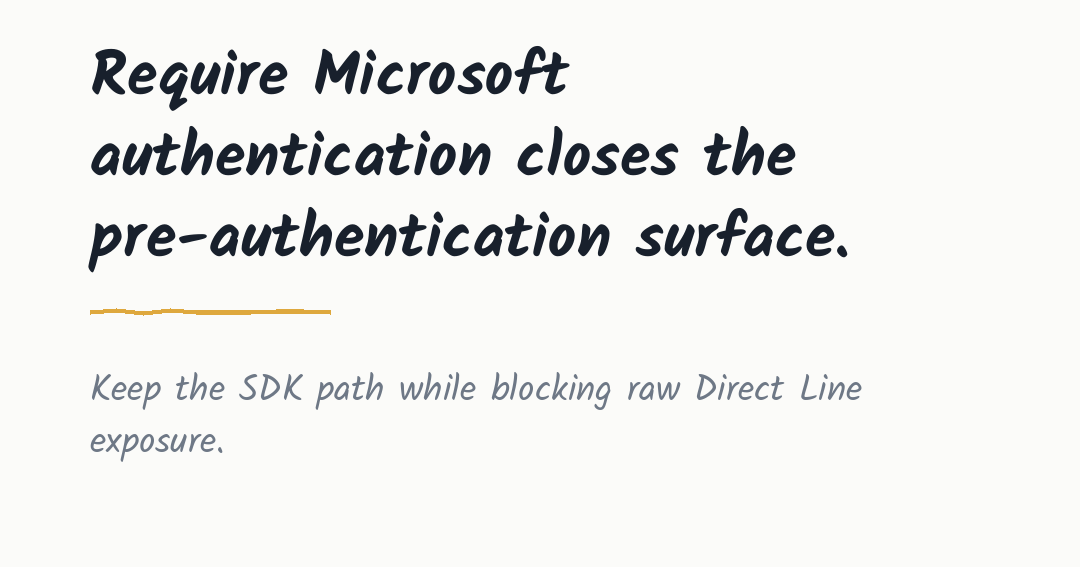 Require Microsoft
authentication closes the
pre-authentication surface.
Keep the SDK path while blocking raw Direct Line
exposure.